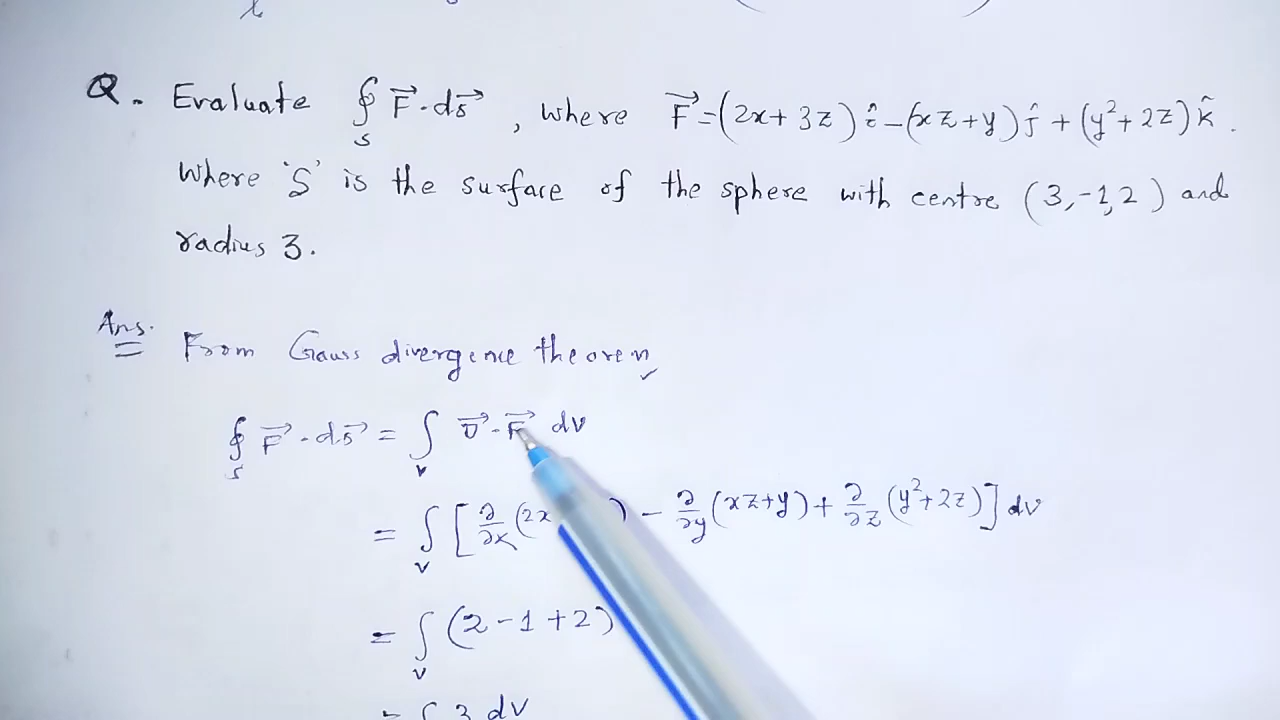 Q. Evaluate ∮_S F⃗·ds⃗ , where F⃗=(2x+3z)î-(xz+y)ĵ+(y²+2z)k̂.
Where 'S' is the surface of the sphere with centre (3,-1,2) and
radius 3.
Ans. From Gauss divergence theorem
∮_S F⃗·ds⃗ = ∫_V ∇⃗·F⃗ dv
= ∫_V [∂/∂x (2x ) - ∂/∂y (xz+y) + ∂/∂z (y²+2z)] dv
= ∫_V (2-1+2)
= ∫ 3 dv